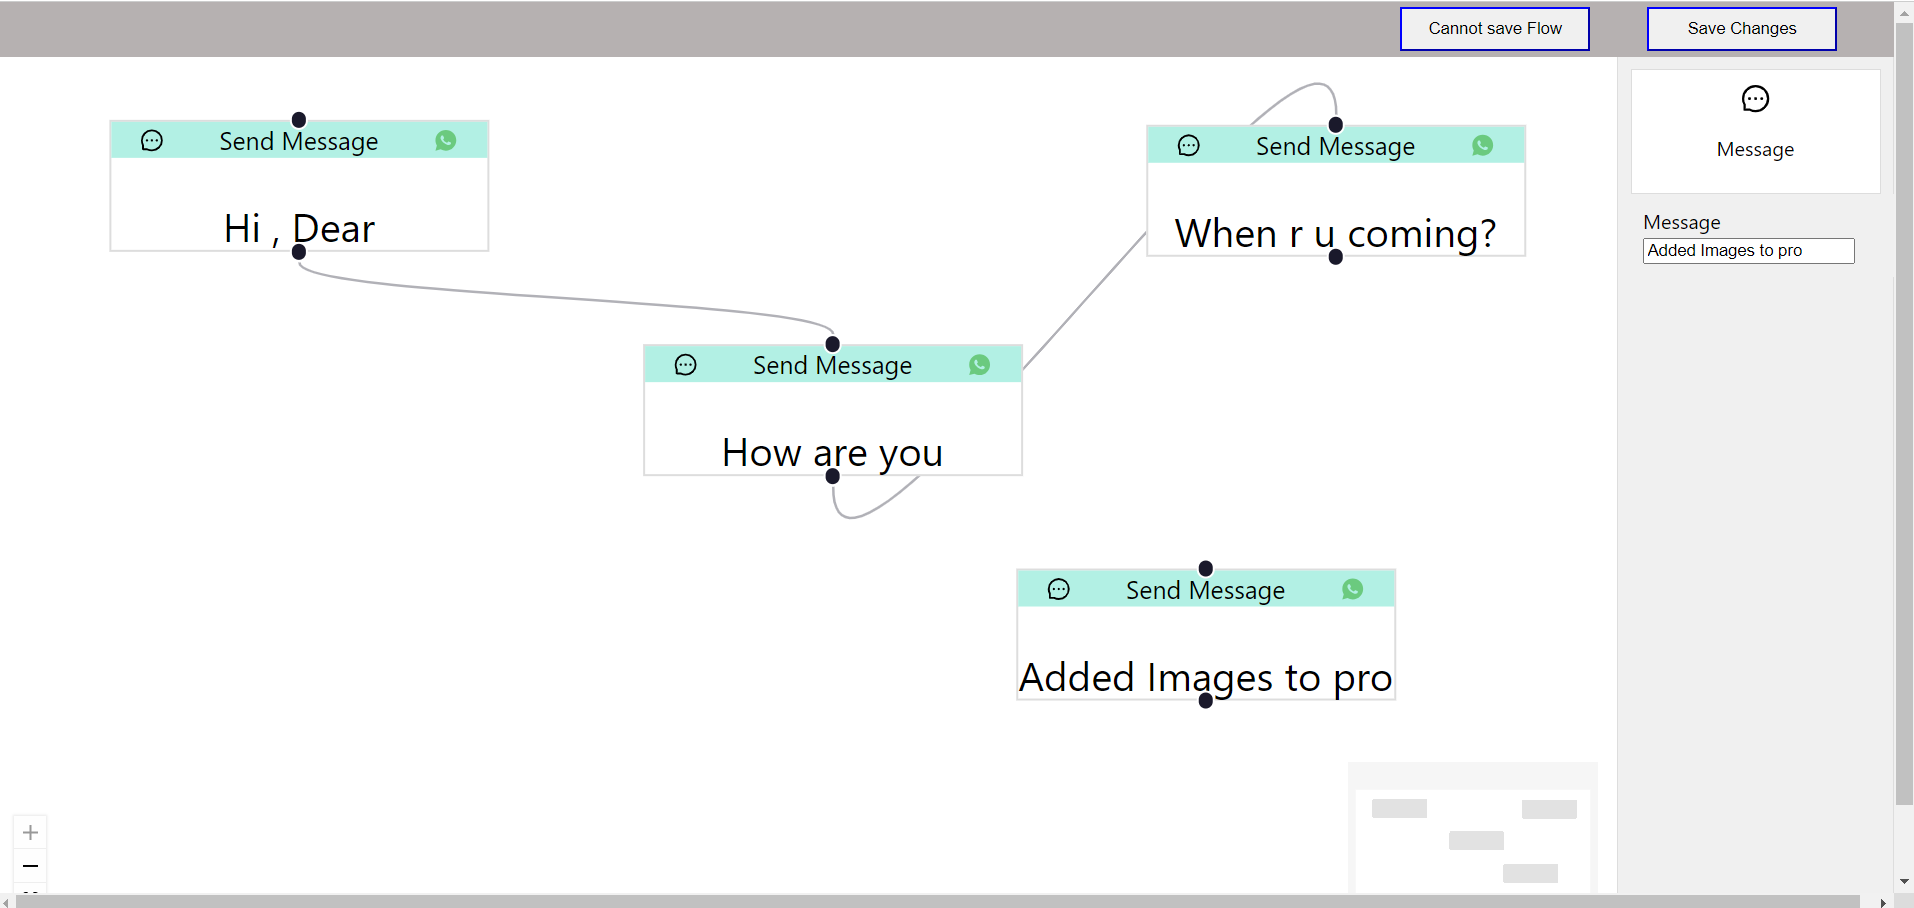 Cannot save Flow
Save Changes
Send Message
Hi , Dear
Send Message
When r u coming?
Message
Message
Added Images to pro
Send Message
How are you
Send Message
Added Images to pro